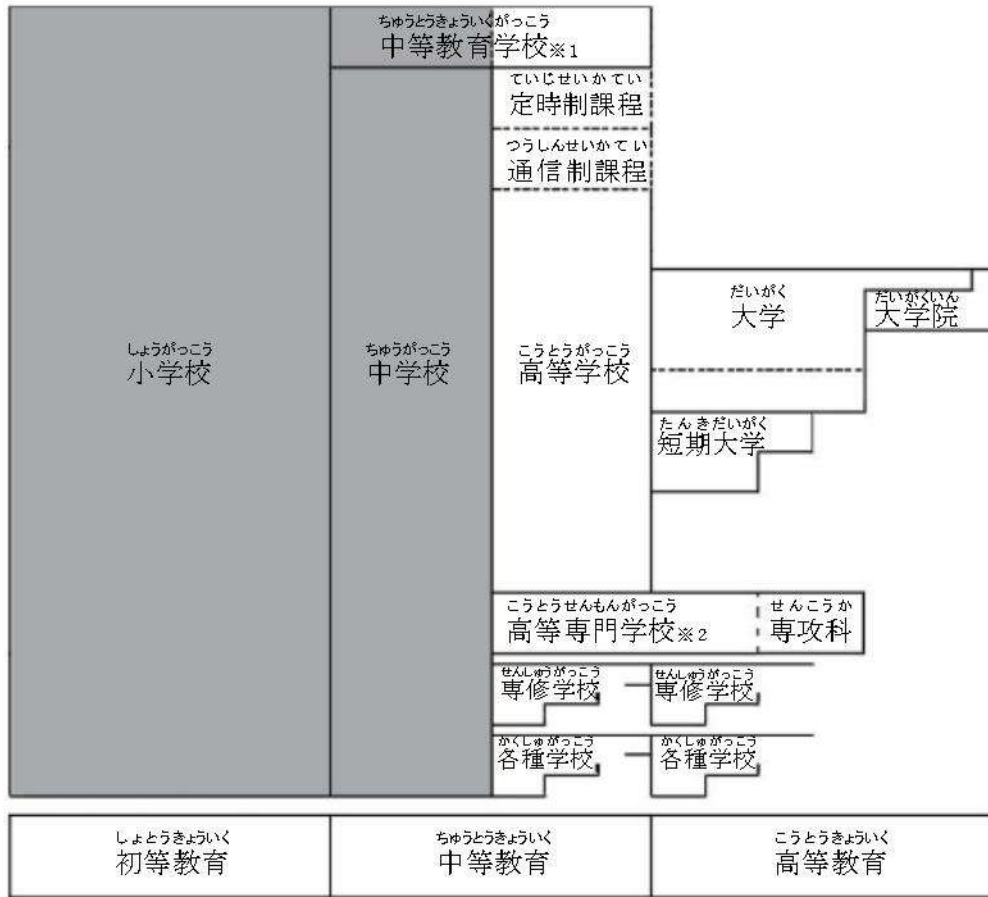 ちゅうとうきょういくがっこう
中等教育学校※1
ていじせいかてい
定時制課程
つうしんせいかてい
通信制課程
しょうがっこう
小学校
ちゅうがっこう
中学校
こうとうがっこう
高等学校
だいがく
大学
だいがくいん
大学院
たんきだいがく
短期大学
こうとうせんもんがっこう
高等専門学校※2
せんこうか
専攻科
せんしゅうがっこう
専修学校
せんしゅうがっこう
専修学校
かくしゅがっこう
各種学校
かくしゅがっこう
各種学校
しょとうきょういく
初等教育
ちゅうとうきょういく
中等教育
こうとうきょういく
高等教育